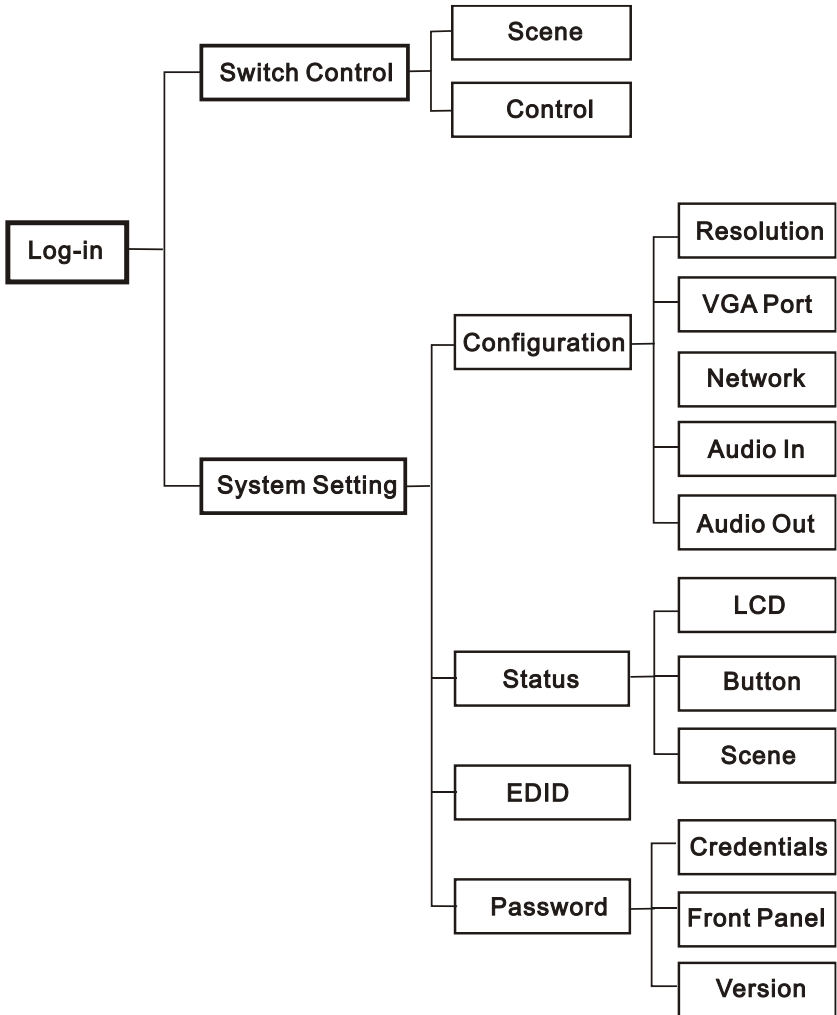 Log-in
Switch Control
Scene
Control
System Setting
Configuration
Resolution
VGA Port
Network
Audio In
Audio Out
Status
LCD
Button
Scene
EDID
Password
Credentials
Front Panel
Version